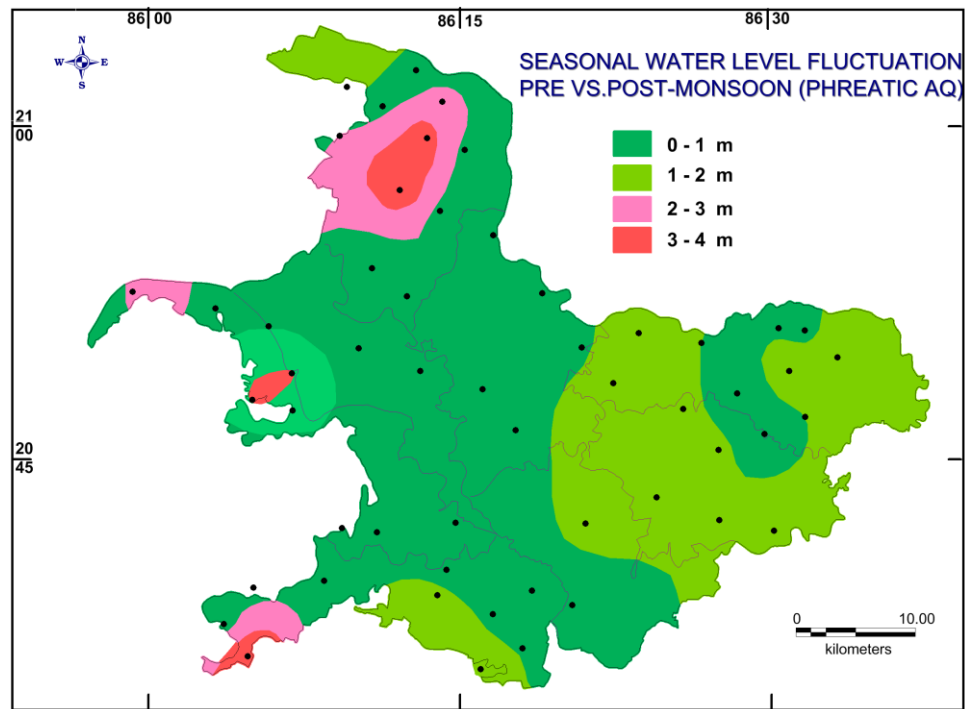 86 00
86 15
86 30
N
W E
S
SEASONAL WATER LEVEL FLUCTUATION
PRE VS.POST-MONSOON (PHREATIC AQ)
21
00
0 - 1 m
1 - 2 m
2 - 3 m
3 - 4 m
20
45
0 10.00
kilometers